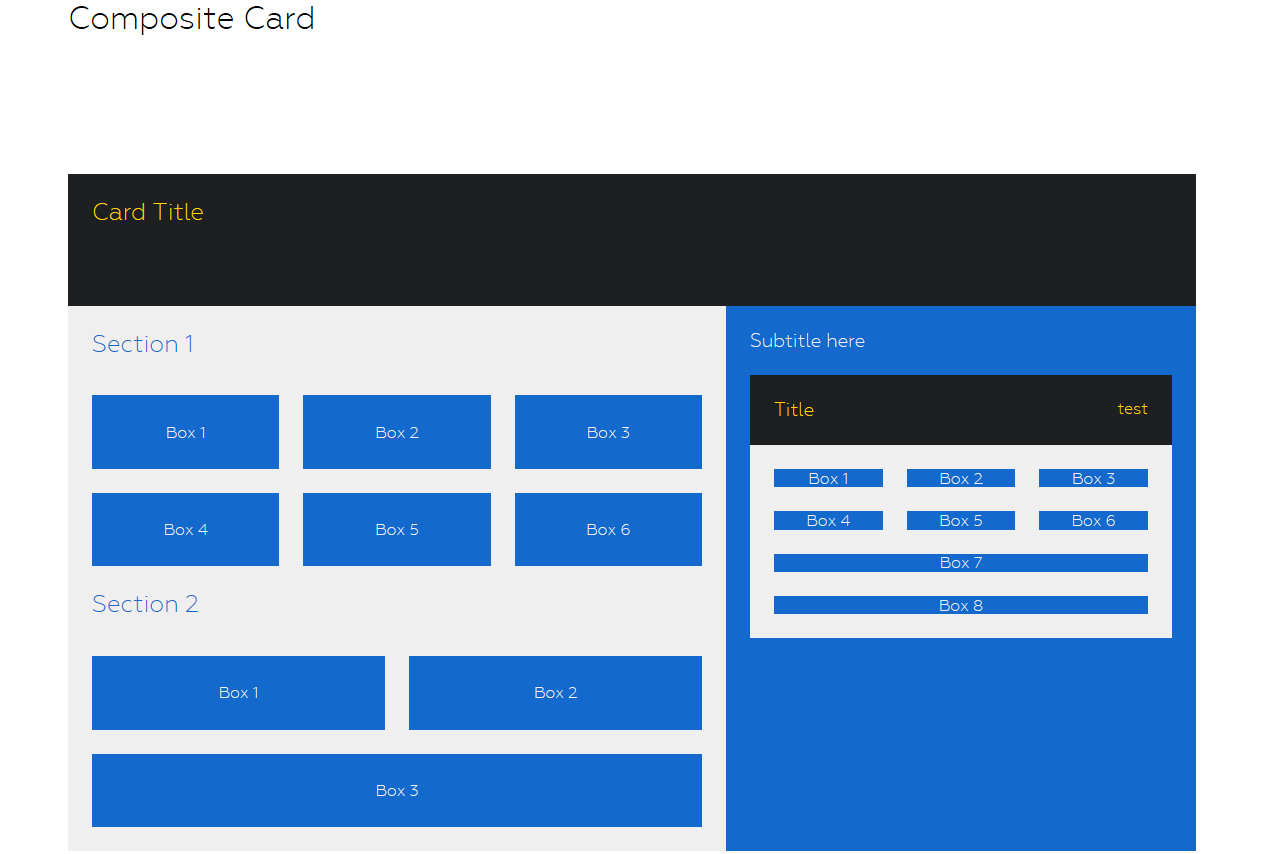 Composite Card
Card Title
Section 1
Box 1 Box 2 Box 3
Box 4 Box 5 Box 6
Section 2
Box 1 Box 2
Box 3
Subtitle here
Title test
Box 1 Box 2 Box 3
Box 4 Box 5 Box 6
Box 7
Box 8